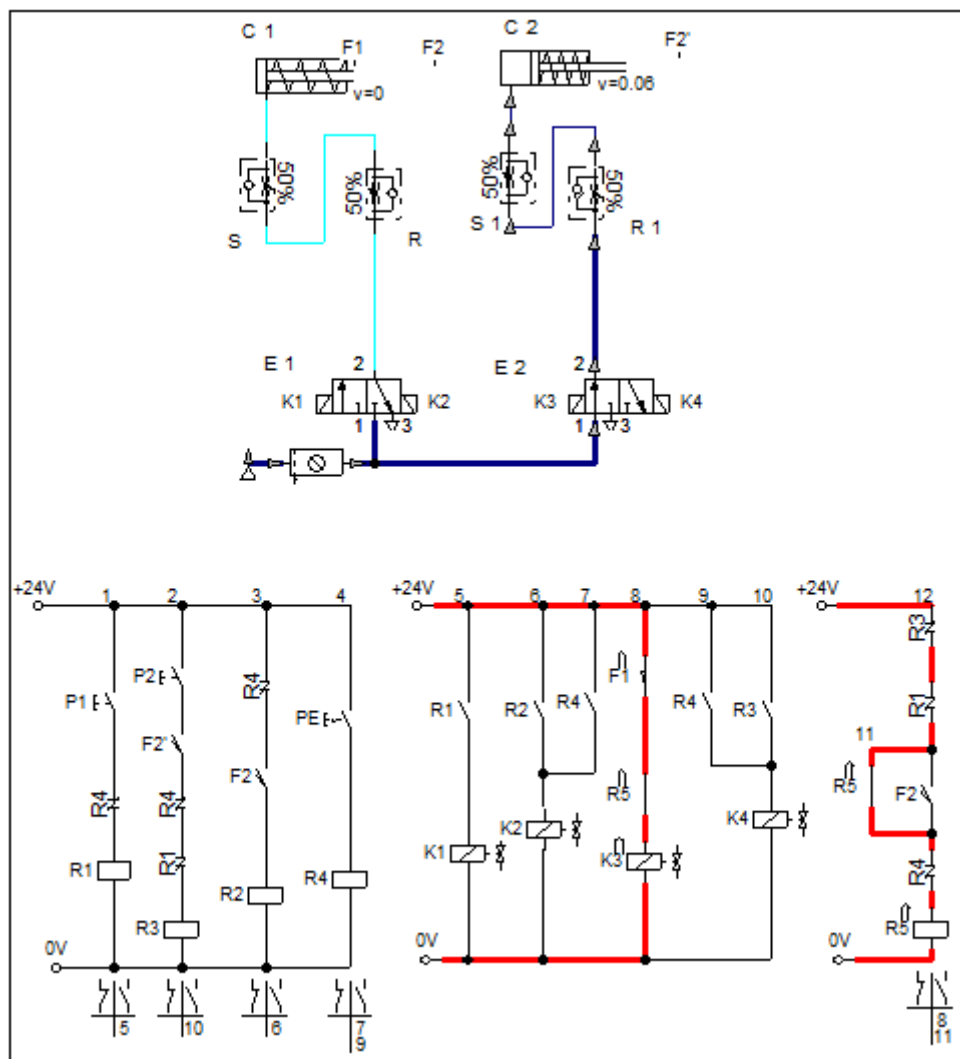 C 1 F1 F2 C 2 F2'
v=0 v=0.06
50% 50% 50% 50%
S R S 1 R 1
E 1 2 E 2 2
K1 K2 K3 K4
1 3 1 3
+24V 1 2 3 4 +24V 5 6 7 8 9 10 +24V 12
R3
P2 R4 F1
P1 PE R1 R2 R4 R4 R3 R1
F2' 11
F2 R5 R5 F2
R4 R4
K2 K4
R1 R1 R4 K1 K3 R4
R2
R3 R5
0V 0V 0V
5 10 6 7 8
9 11